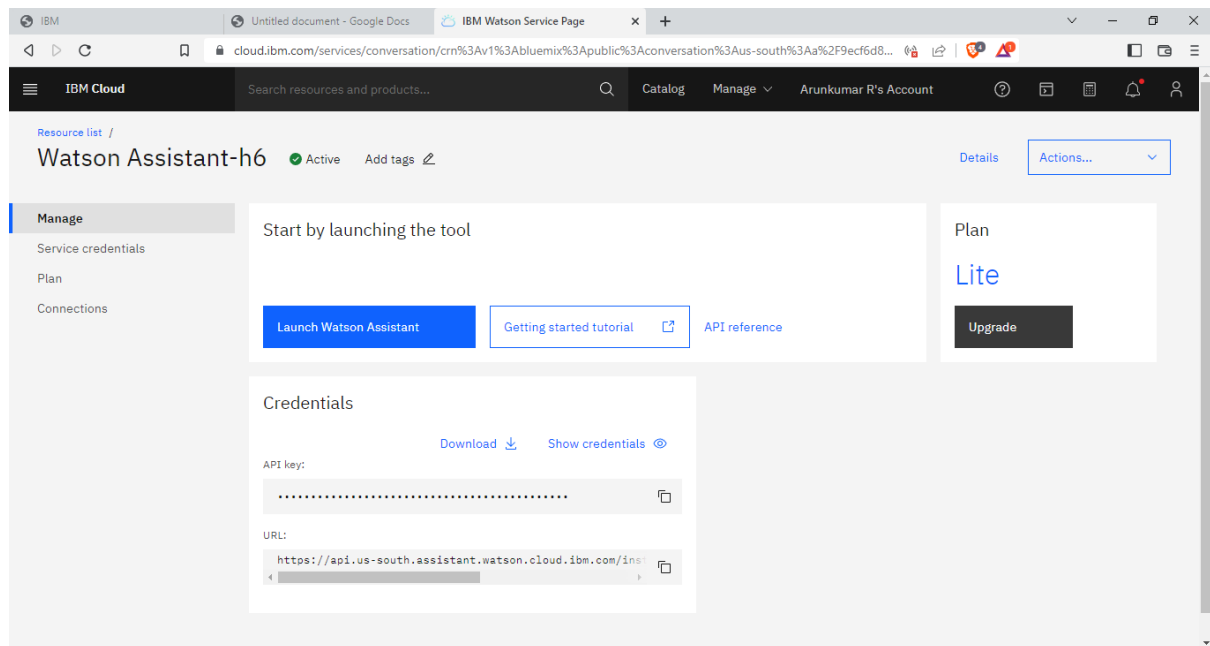 IBM Untitled document - Google Docs IBM Watson Service Page
cloud.ibm.com/services/conversation/crn%3Av1%3Abluemix%3Apublic%3Aconversation%3Aus-south%3Aa%2F9ecf6d8...
IBM Cloud Search resources and products... Catalog Manage Arunkumar R's Account
Resource list /
Watson Assistant-h6 Active Add tags Details Actions...
Manage
Service credentials
Plan
Connections
Start by launching the tool
Launch Watson Assistant Getting started tutorial API reference
Plan
Lite
Upgrade
Credentials
Download Show credentials
API key:
............................................
URL:
https://api.us-south.assistant.watson.cloud.ibm.com/ins